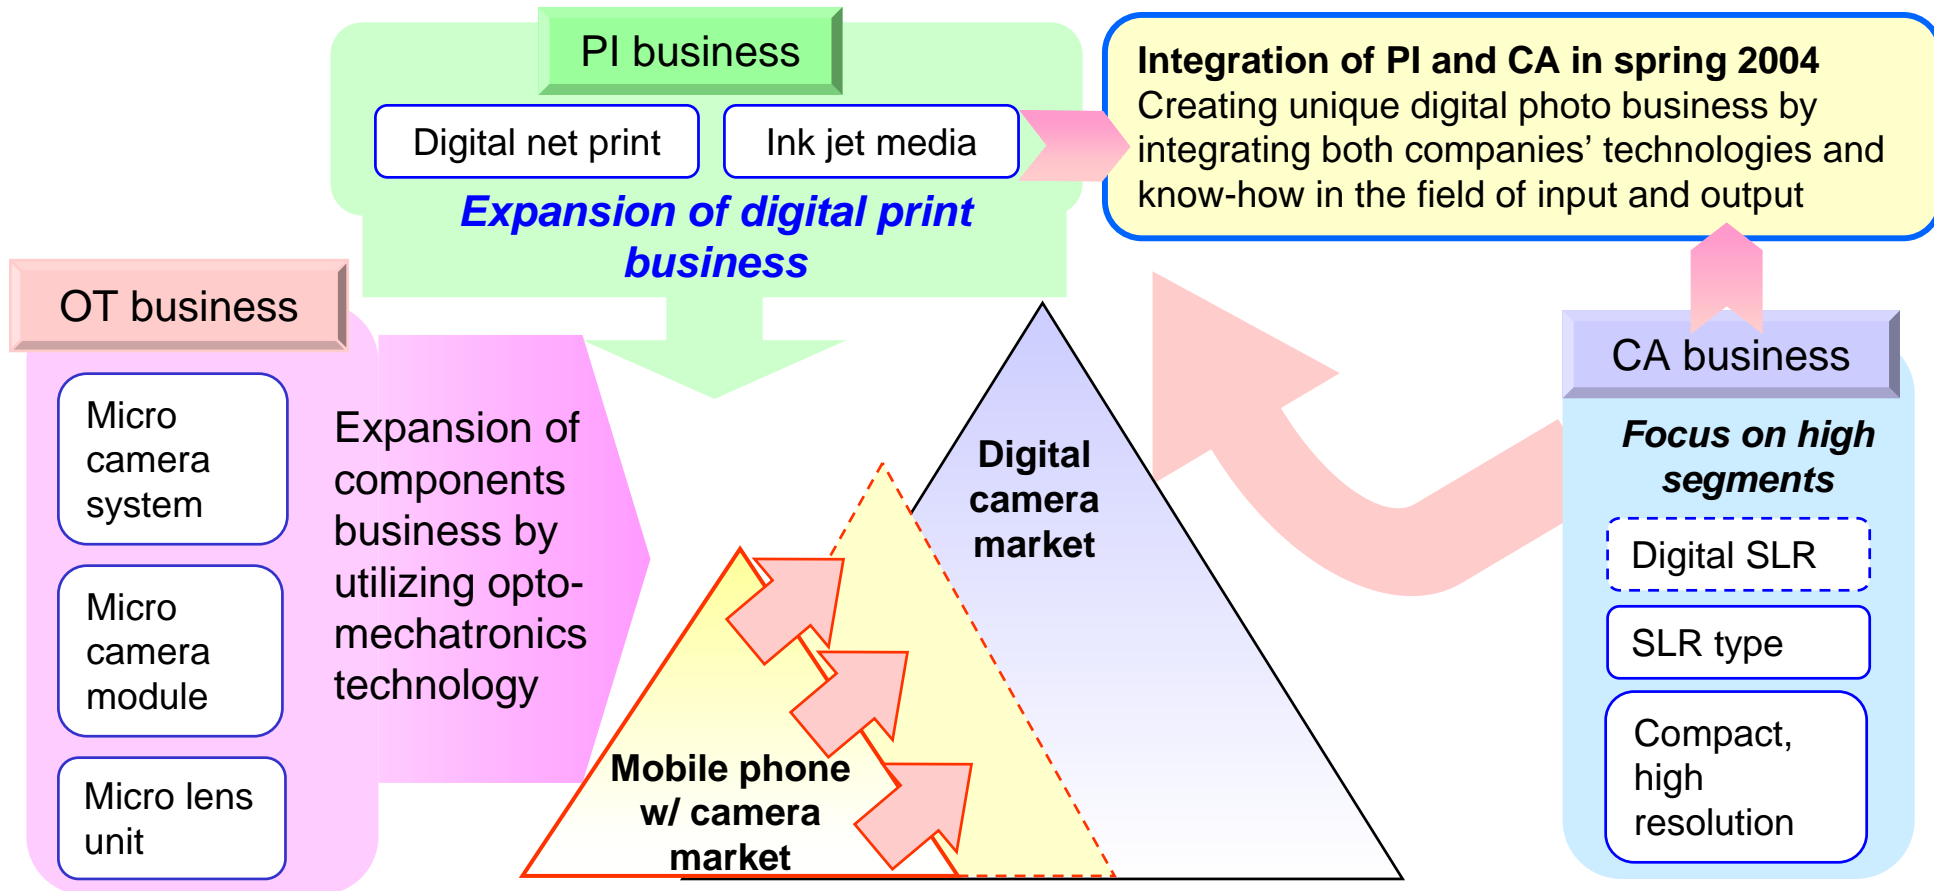 PI business
Digital net print
Ink jet media
Expansion of digital print
business
Integration of PI and CA in spring 2004
Creating unique digital photo business by
integrating both companies’ technologies and
know-how in the field of input and output
OT business
Micro
camera
system
Micro
camera
module
Micro lens
unit
Expansion of
components
business by
utilizing opto-
mechatronics
technology
Digital
camera
market
Mobile phone
w/ camera
market
CA business
Focus on high
segments
Digital SLR
SLR type
Compact,
high
resolution